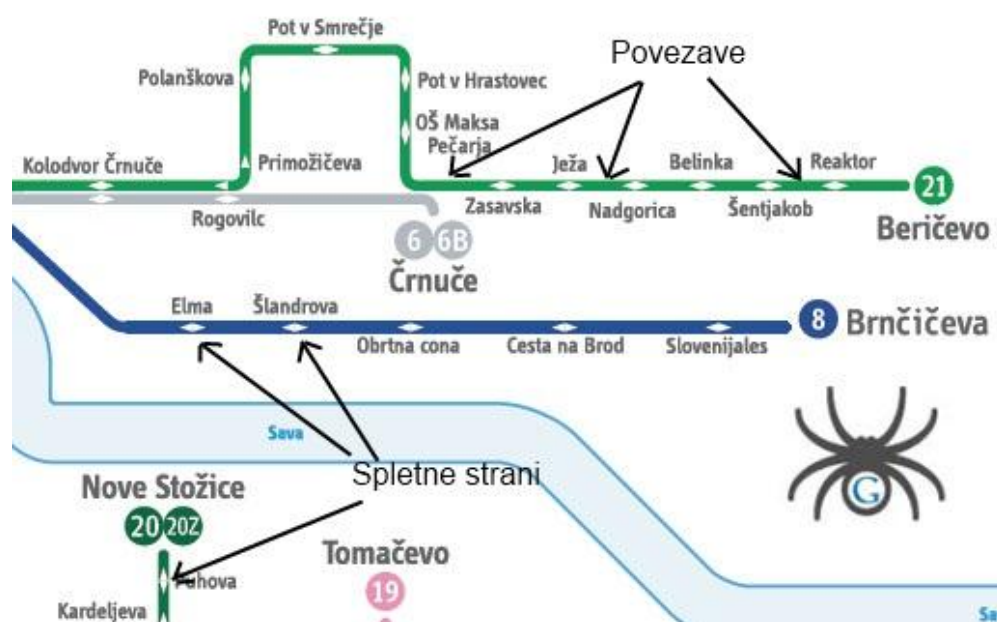 Pot v Smrečje
Povezave
Polanškova
Pot v Hrastovec
OŠ Maksa
Pečarja
Kolodvor Črnuče
Primožičeva
Ježa
Belinka
Reaktor
21
Rogovilc
Zasavska
Nadgorica
Šentjakob
Beričevo
6 6B
Črnuče
Elma
Šlandrova
8 Brnčičeva
Obrtna cona
Cesta na Brod
Slovenijales
Sava
Spletne strani
Nove Stožice
G
20 20Z
Tomačevo
Puhova
19
Kardeljeva
Sa